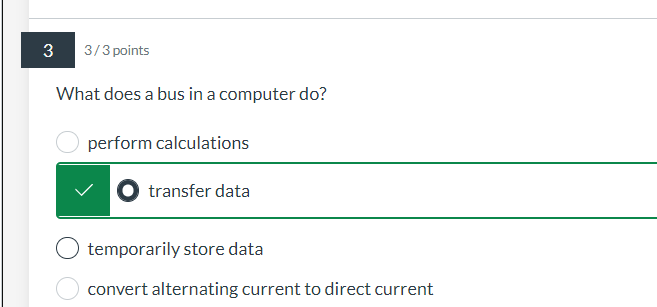 3 3 / 3 points
What does a bus in a computer do?
perform calculations
transfer data
temporarily store data
convert alternating current to direct current